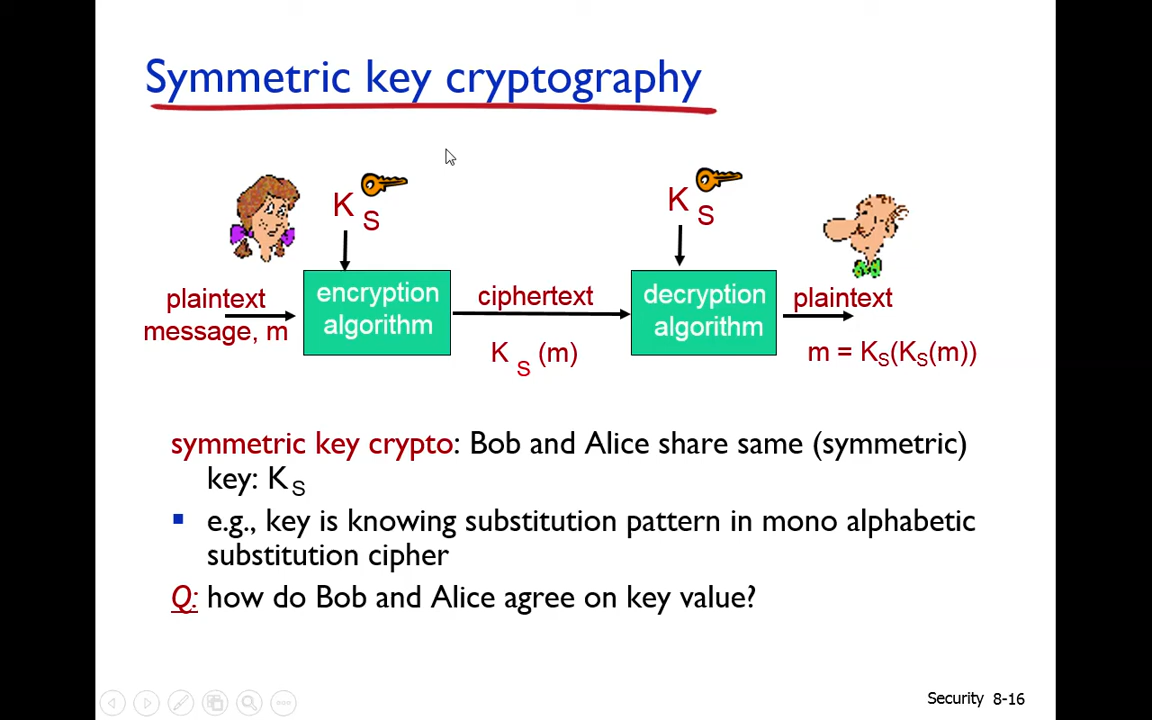 Symmetric key cryptography
K S
K S
plaintext message, m
encryption algorithm
ciphertext
K S (m)
decryption algorithm
plaintext
m = KS(KS(m))
symmetric key crypto: Bob and Alice share same (symmetric)
key: K S
▪ e.g., key is knowing substitution pattern in mono alphabetic
substitution cipher
Q: how do Bob and Alice agree on key value?
Security 8-16